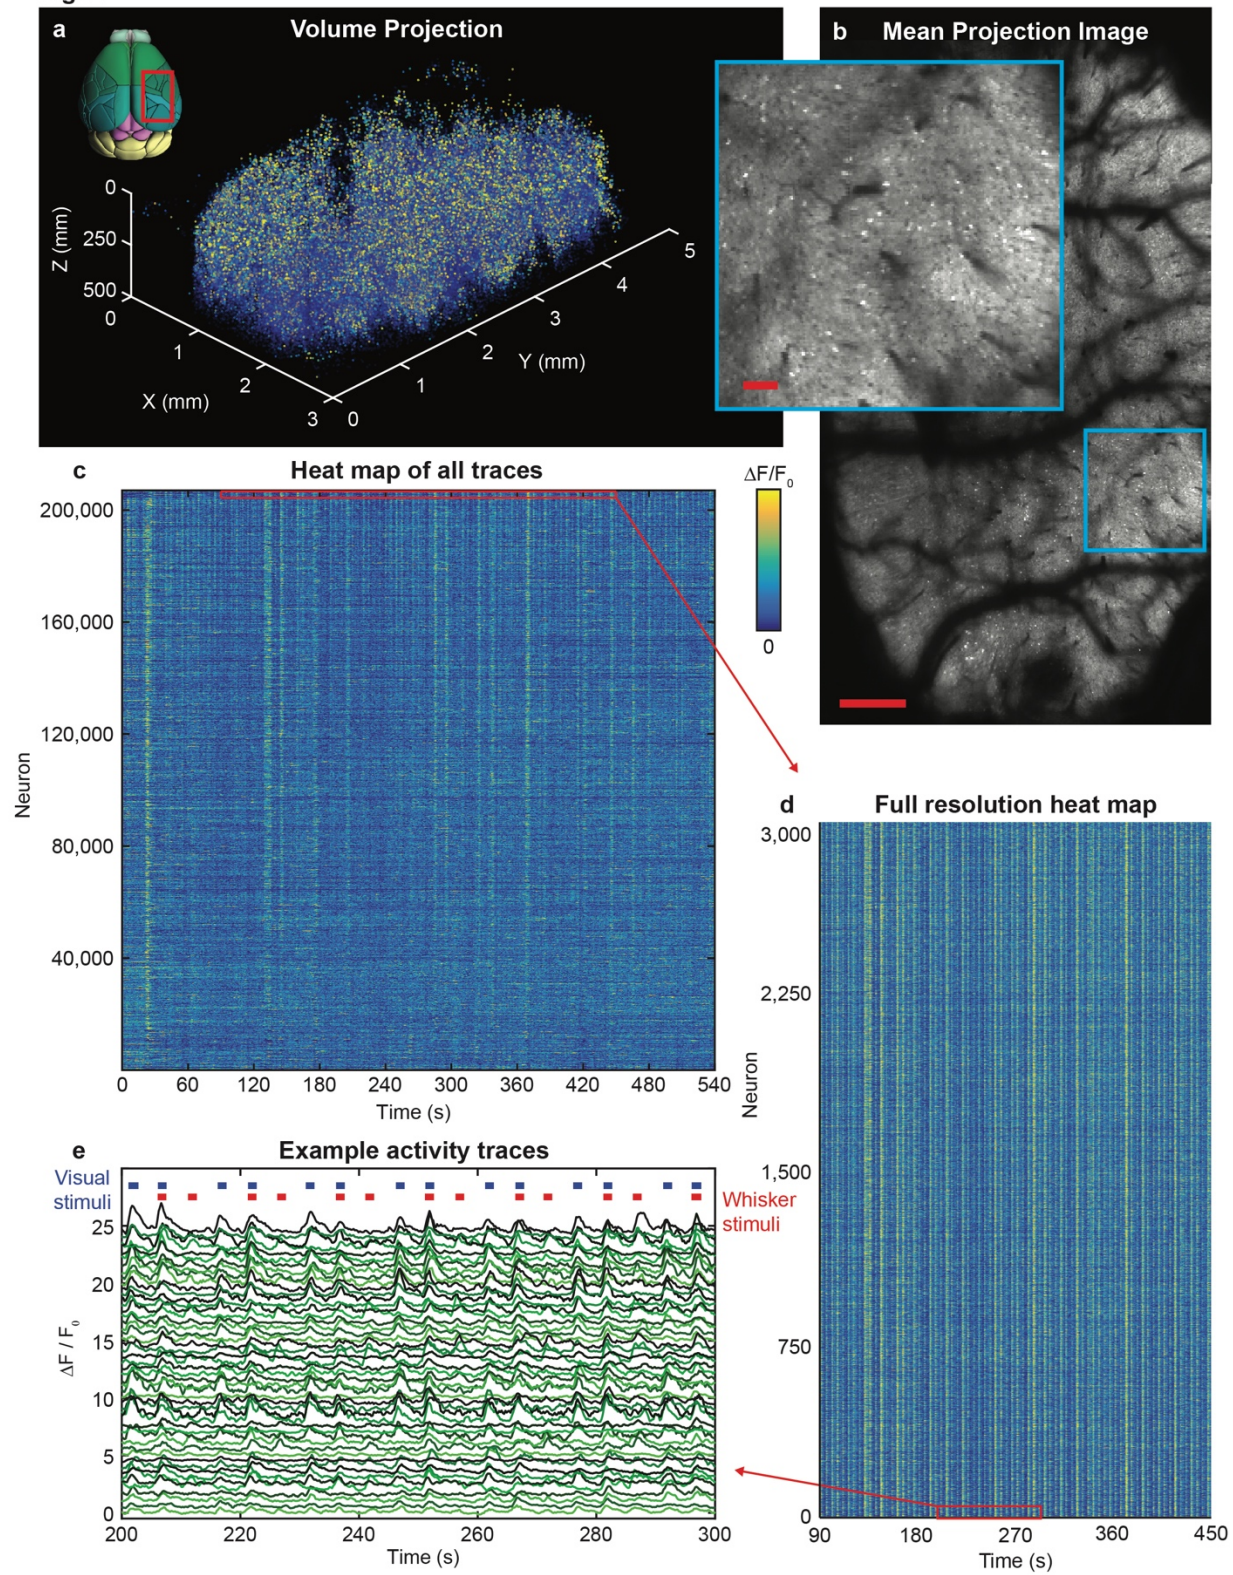 a
Volume Projection
Z (mm)
0
250
500
0
1
2
3
X (mm)
0
1
2
3
4
5
Y (mm)
b
Mean Projection Image
c
Heat map of all traces
Neuron
200,000
160,000
120,000
80,000
40,000
0 60 120 180 240 300 360 420 480 540
Time (s)
ΔF/F0
0
d
Full resolution heat map
Neuron
3,000
2,250
1,500
750
0
90 180 270 360 450
Time (s)
e
Example activity traces
Visual
stimuli
Whisker
stimuli
ΔF / F0
25
20
15
10
5
0
200 220 240 260 280 300
Time (s)